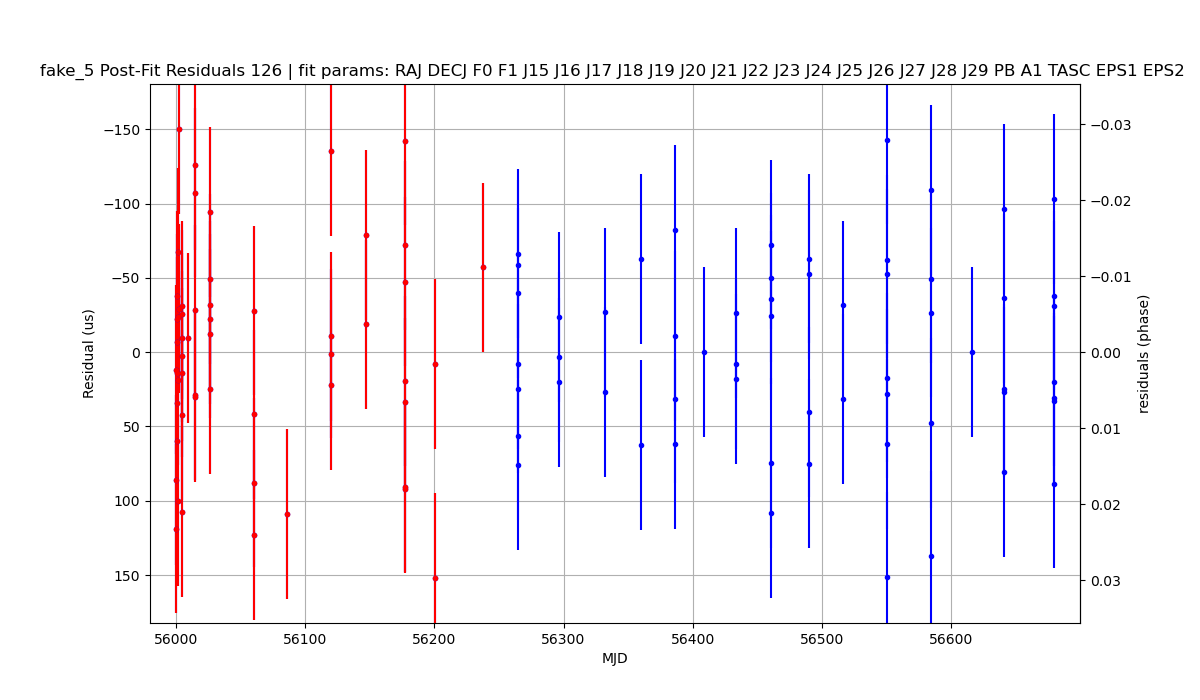 fake_5 Post-Fit Residuals 126 | fit params: RAJ DECJ F0 F1 J15 J16 J17 J18 J19 J20 J21 J22 J23 J24 J25 J26 J27 J28 J29 PB A1 TASC EPS1 EPS2
−150
−100
−50
0
50
100
150
Residual (us)
−0.03
−0.02
−0.01
0.00
0.01
0.02
0.03
residuals (phase)
56000 56100 56200 56300 56400 56500 56600
MJD